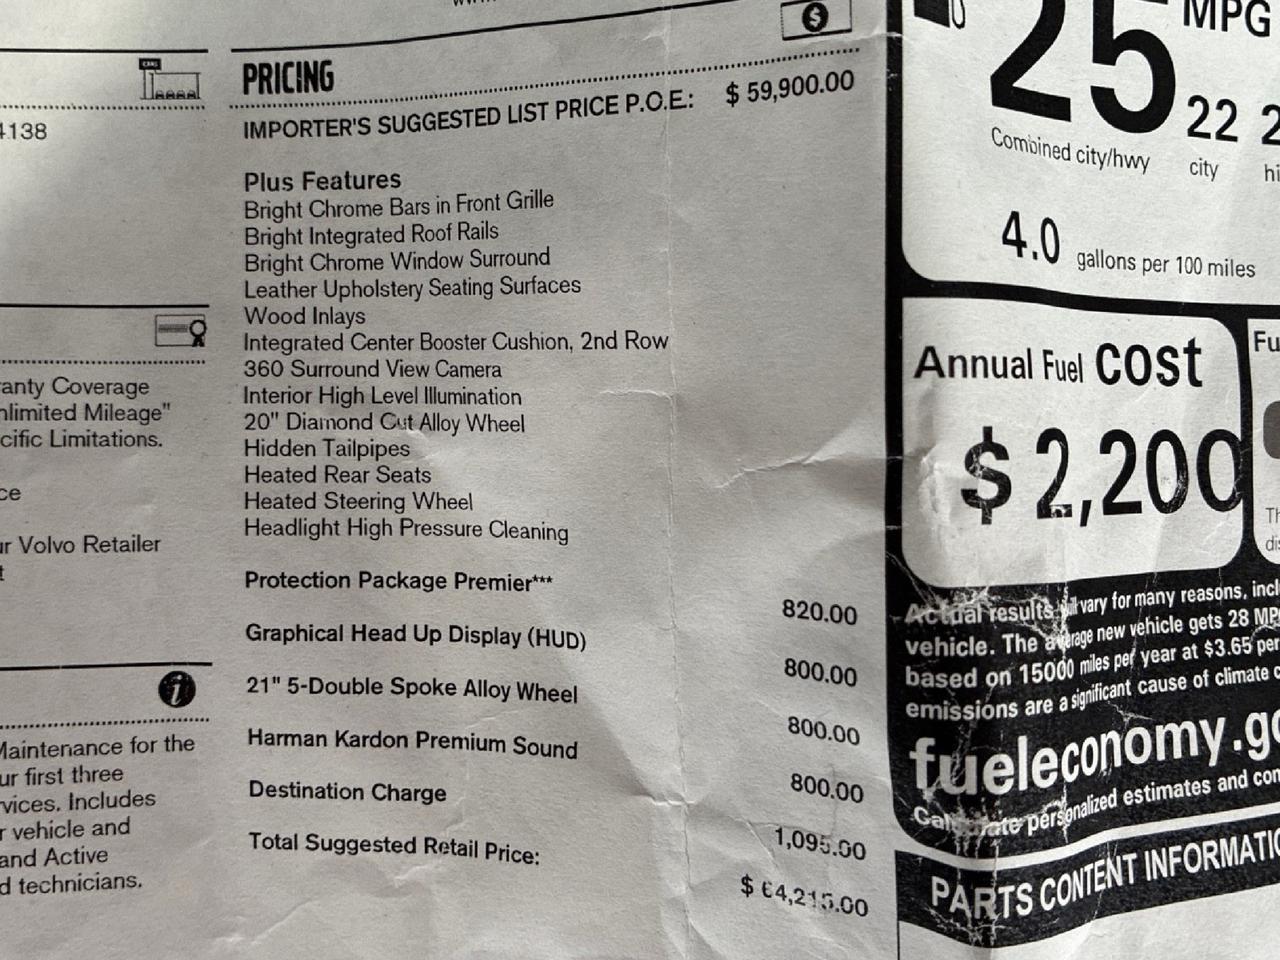 4138
anty Coverage
nlimited Mileage"
cific Limitations.
ce
ur Volvo Retailer
t
Maintenance for the
ur first three
vices. Includes
r vehicle and
and Active
d technicians.
PRICING
IMPORTER'S SUGGESTED LIST PRICE P.O.E.: $ 59,900.00
Plus Features
Bright Chrome Bars in Front Grille
Bright Integrated Roof Rails
Bright Chrome Window Surround
Leather Upholstery Seating Surfaces
Wood Inlays
Integrated Center Booster Cushion, 2nd Row
360 Surround View Camera
Interior High Level Illumination
20" Diamond Cut Alloy Wheel
Hidden Tailpipes
Heated Rear Seats
Heated Steering Wheel
Headlight High Pressure Cleaning
Protection Package Premier*** 820.00
Graphical Head Up Display (HUD) 800.00
21" 5-Double Spoke Alloy Wheel 800.00
Harman Kardon Premium Sound 800.00
Destination Charge 1,095.00
Total Suggested Retail Price: $ 64,215.00
25 MPG
22
Combined city/hwy city hi
4.0 gallons per 100 miles
Annual Fuel cost
$ 2,200
Fu
Th
dis
Actual results will vary for many reasons, incl
vehicle. The average new vehicle gets 28 MPG
based on 15000 miles per year at $3.65 per
emissions are a significant cause of climate c
fueleconomy.go
personalized estimates and com
PARTS CONTENT INFORMATIO